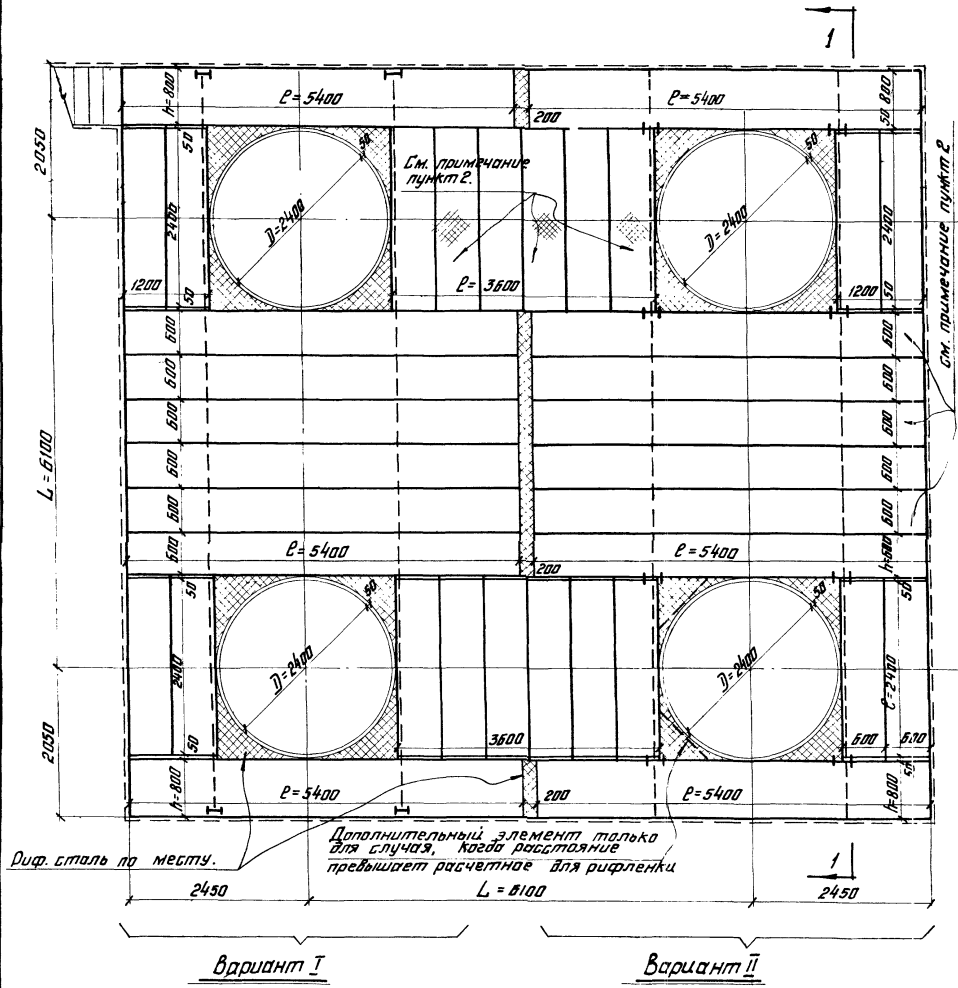 1
h=800
ℓ=5400
200
ℓ=5400
50 800
2050
50
50
См. примечание
пункт 2.
50
D=2400
2400
D=2400
2400
См. примечание пункт 2
1200
50
ℓ= 3600
1200
50
600
600
600
600
600
600
600
600
600
600
600
L = 6100
ℓ=5400
200
ℓ=5400
h=600
50
50
50
50
2400
D=2400
D=2400
ℓ=2400
3600
600
600
2050
50
50
h=800
ℓ=5400
200
ℓ=5400
h=800
Риф. сталь по месту.
Дополнительный элемент только
для случая, когда расстояние
превышает расчетное для рифленки
1
2450
L = 6100
2450
Вариант I
Вариант II